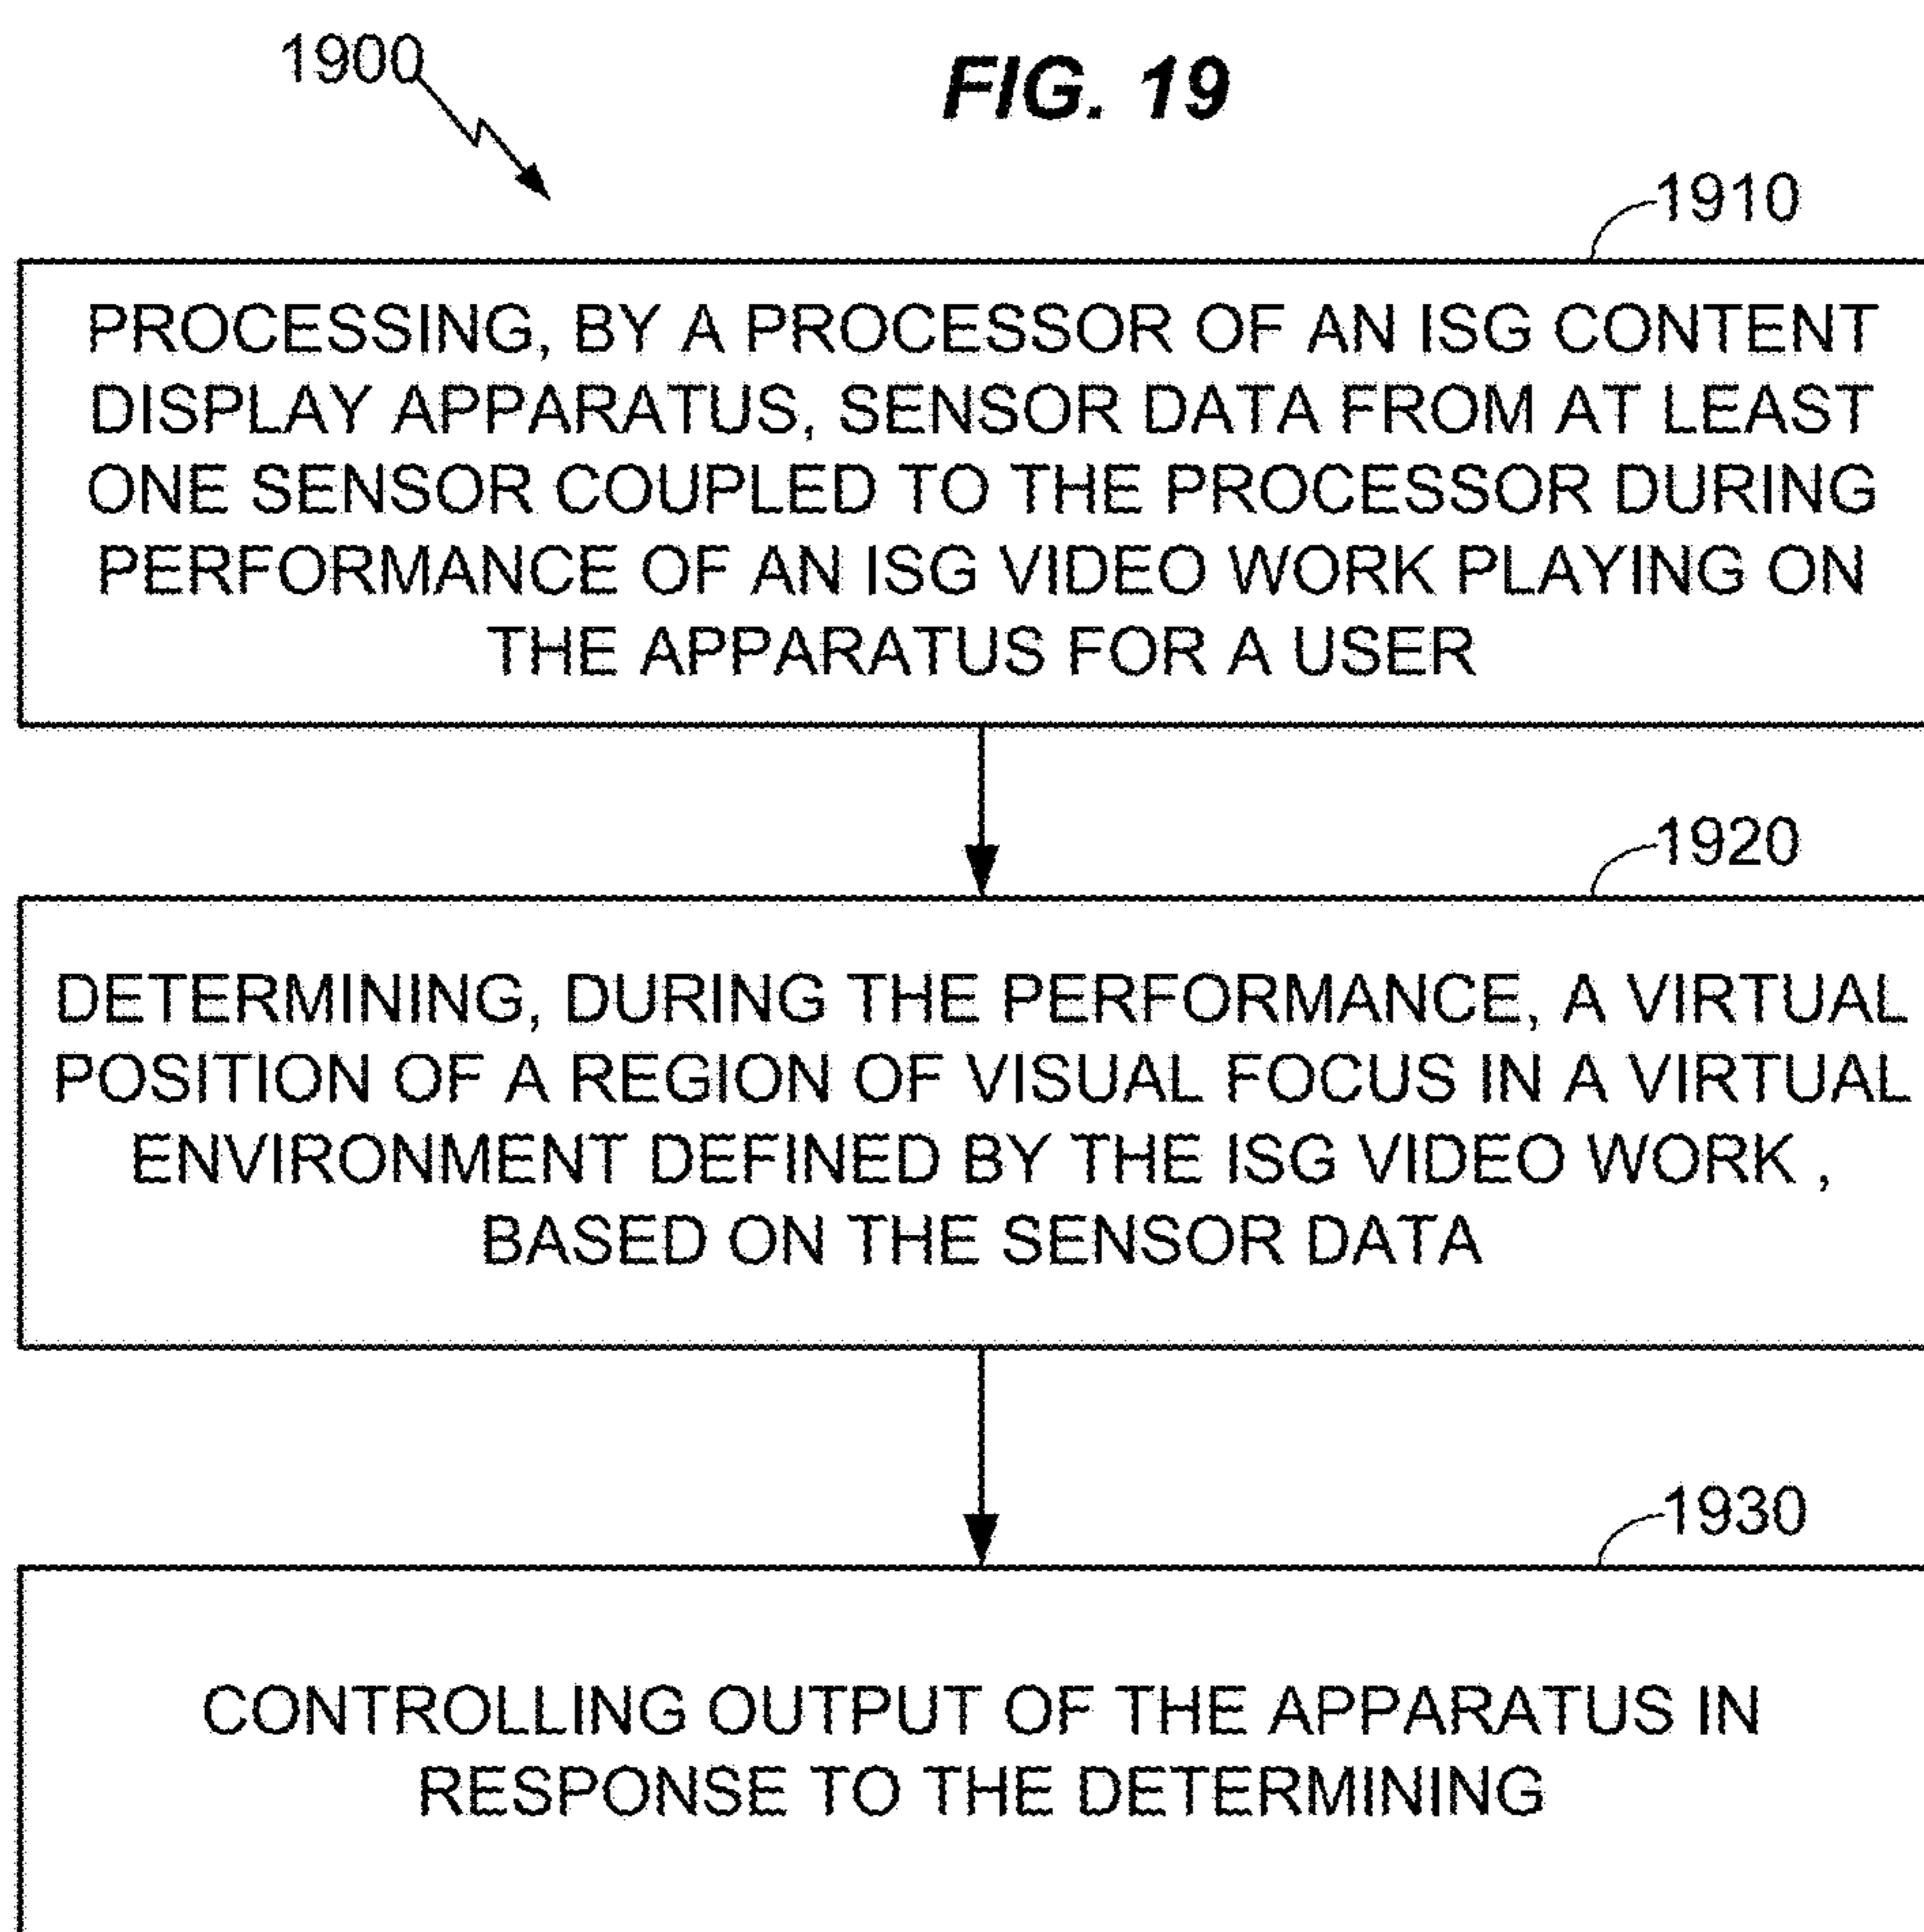 1900
FIG. 19
1910
PROCESSING, BY A PROCESSOR OF AN ISG CONTENT
DISPLAY APPARATUS, SENSOR DATA FROM AT LEAST
ONE SENSOR COUPLED TO THE PROCESSOR DURING
PERFORMANCE OF AN ISG VIDEO WORK PLAYING ON
THE APPARATUS FOR A USER
1920
DETERMINING, DURING THE PERFORMANCE, A VIRTUAL
POSITION OF A REGION OF VISUAL FOCUS IN A VIRTUAL
ENVIRONMENT DEFINED BY THE ISG VIDEO WORK ,
BASED ON THE SENSOR DATA
1930
CONTROLLING OUTPUT OF THE APPARATUS IN
RESPONSE TO THE DETERMINING